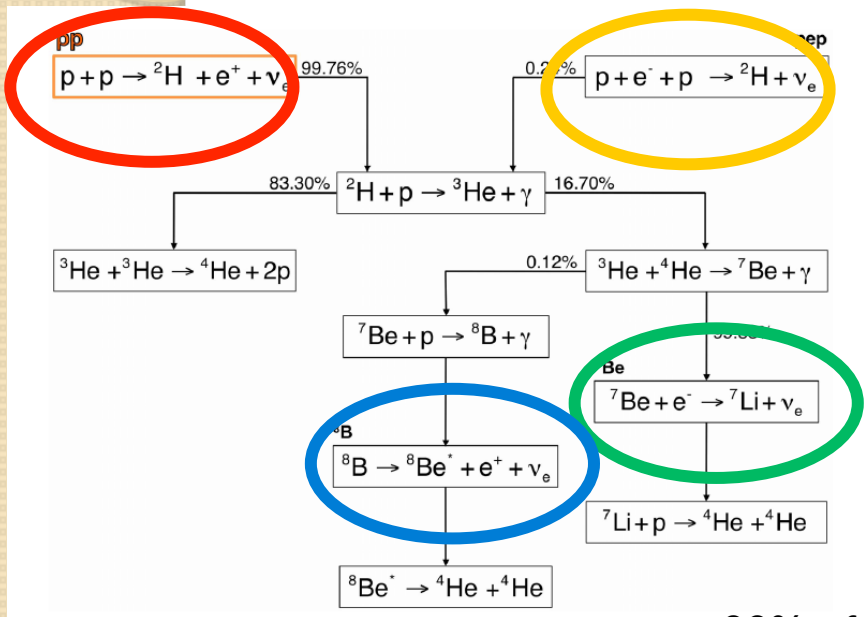 pp
p + p → ²H + e⁺ + νₑ
99.76%
p + e⁻ + p → ²H + νₑ
83.30%
²H + p → ³He + γ
16.70%
³He + ³He → ⁴He + 2p
0.12%
³He + ⁴He → ⁷Be + γ
⁷Be + p → ⁸B + γ
Be
⁷Be + e⁻ → ⁷Li + νₑ
B
⁸B → ⁸Be* + e⁺ + νₑ
⁷Li + p → ⁴He + ⁴He
⁸Be* → ⁴He + ⁴He